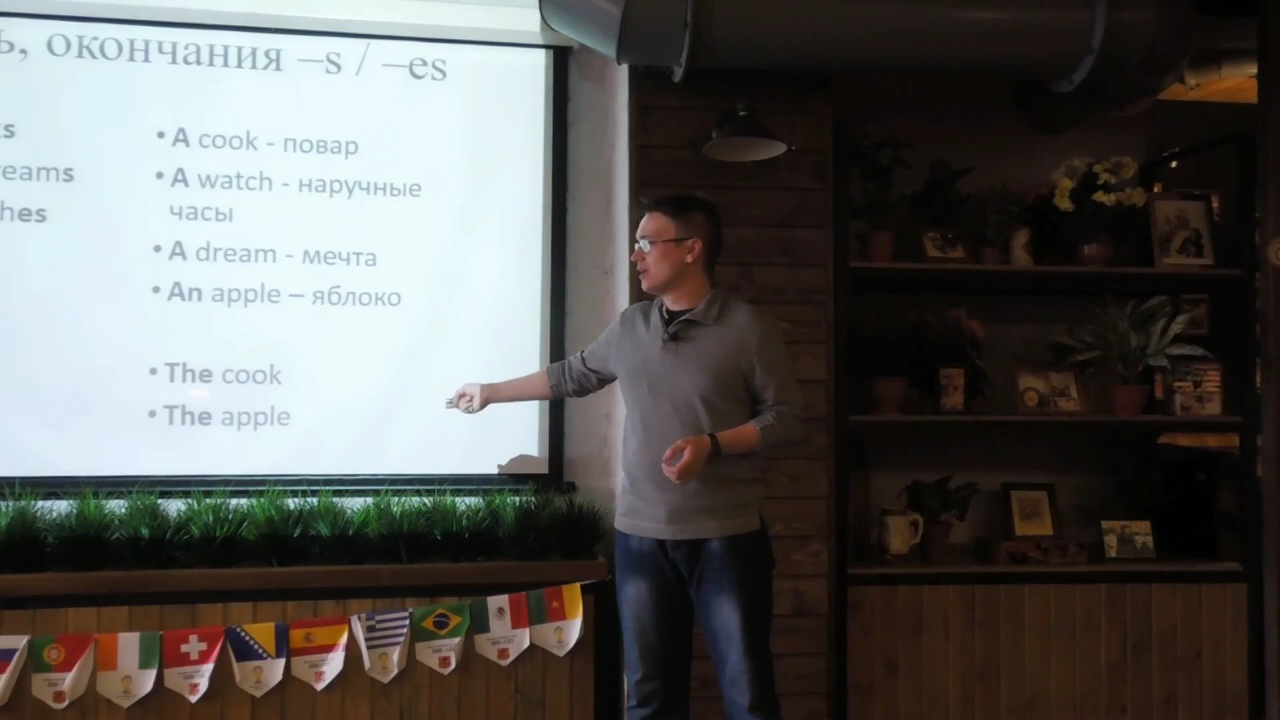 ь, окончания –s / –es
s
reams
hes
• A cook - повар
• A watch - наручные
часы
• A dream - мечта
• An apple – яблоко
• The cook
• The apple